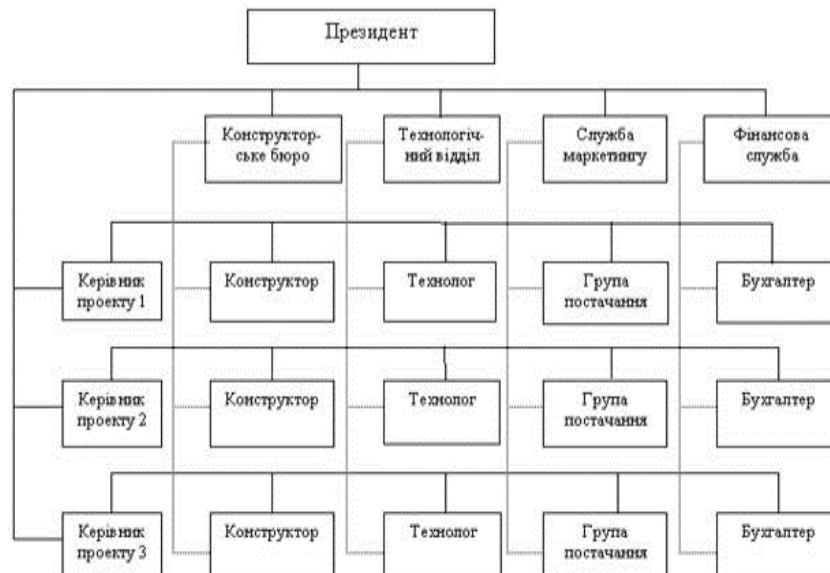 Президент
Конструктор-
ське бюро
Технологіч-
ний відділ
Служба
маркетингу
Фінансова
служба
Керівник
проекту 1
Конструктор
Технолог
Група
постачання
Бухгалтер
Керівник
проекту 2
Конструктор
Технолог
Група
постачання
Бухгалтер
Керівник
проекту 3
Конструктор
Технолог
Група
постачання
Бухгалтер